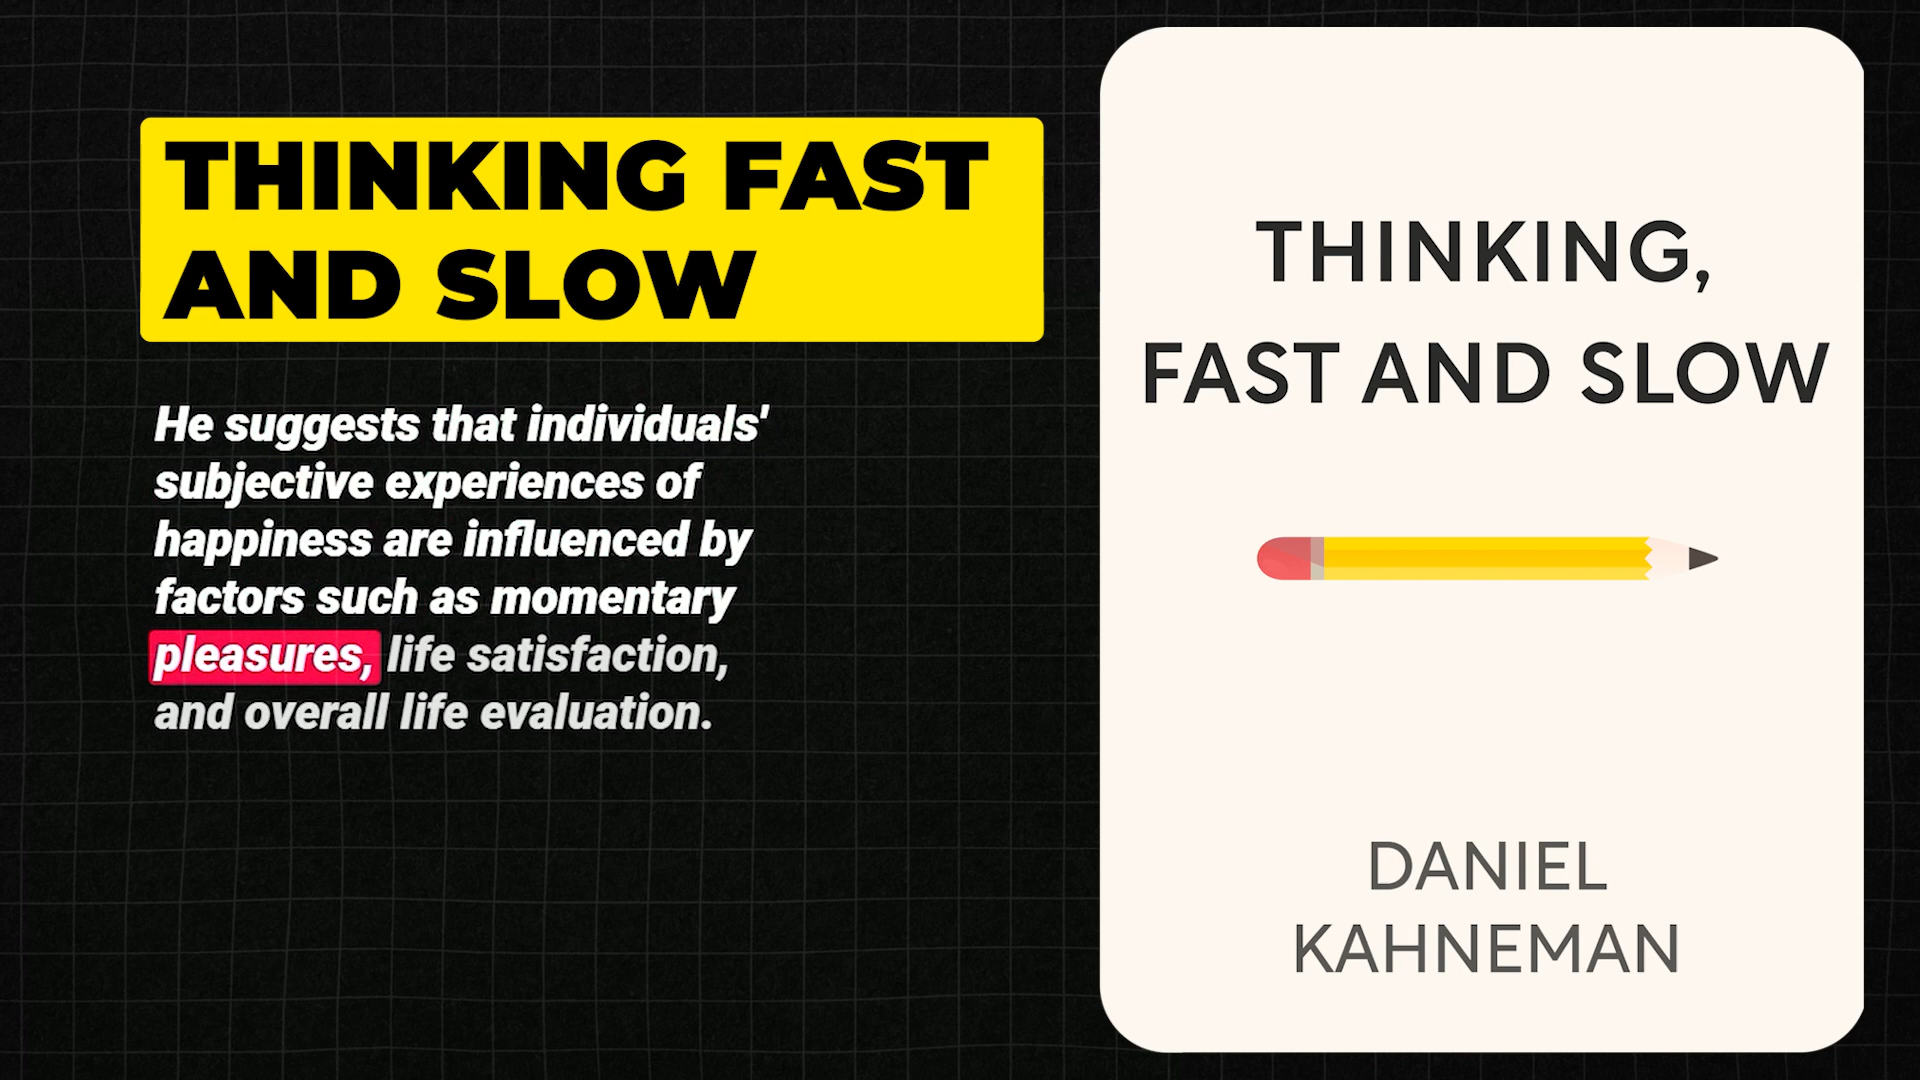 THINKING FAST
AND SLOW
He suggests that individuals'
subjective experiences of
happiness are influenced by
factors such as momentary
pleasures, life satisfaction,
and overall life evaluation.
THINKING,
FAST AND SLOW
DANIEL
KAHNEMAN